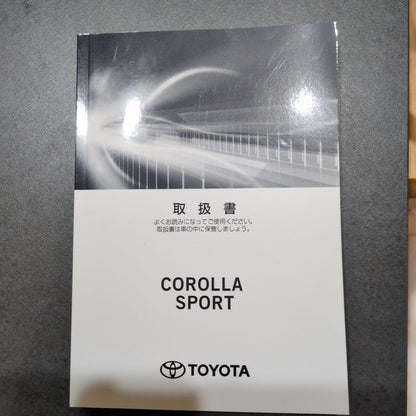 取扱書
よくお読みになってご使用ください。
取扱書は車の中に保管しましょう。
COROLLA
SPORT
TOYOTA